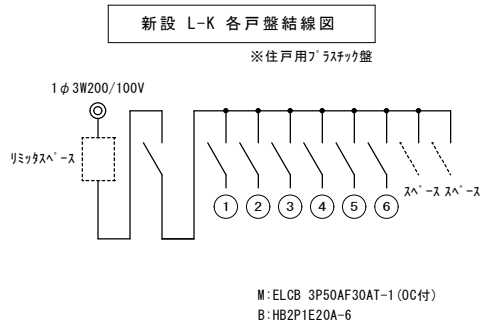 新設 L-K 各戸盤結線図
※住戸用ﾌﾟﾗｽﾁｯｸ盤
1φ3W200/100V
ﾘﾐｯﾀｽﾍﾟｰｽ
ｽﾍﾟｰｽ ｽﾍﾟｰｽ
1 2 3 4 5 6
M:ELCB 3P50AF30AT-1(OC付)
B:HB2P1E20A-6